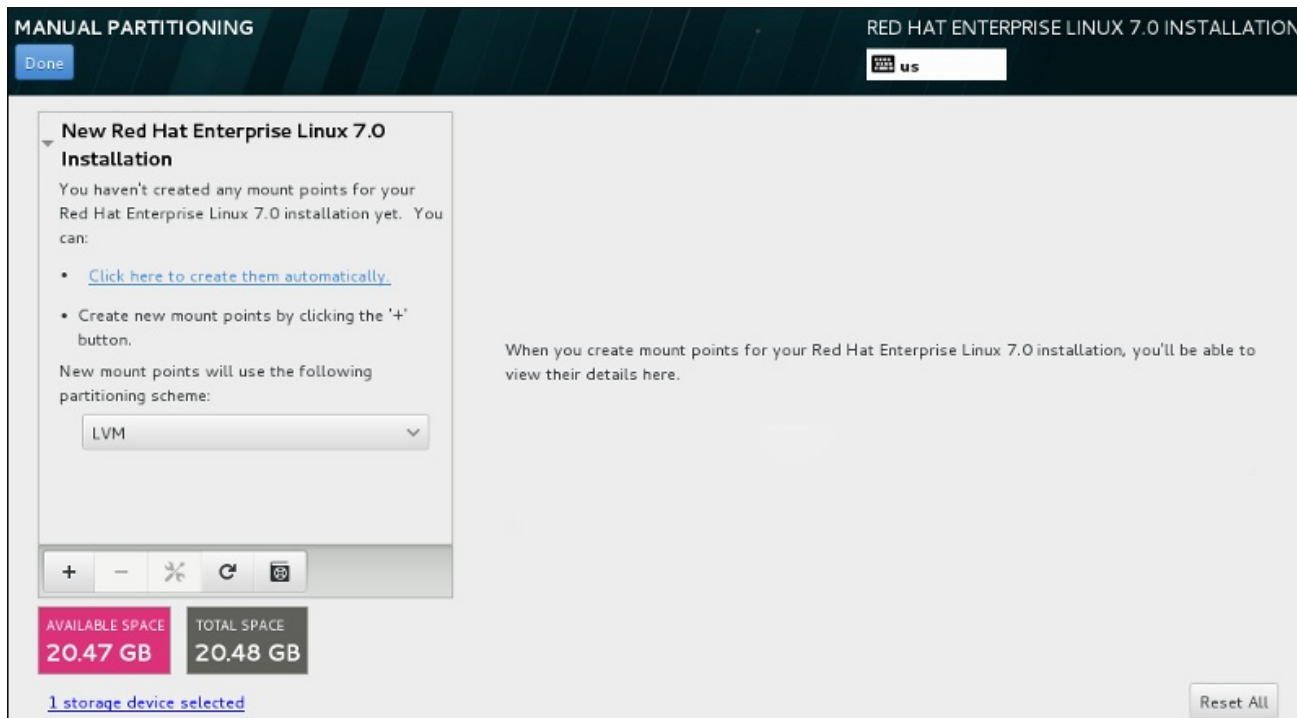 MANUAL PARTITIONING
RED HAT ENTERPRISE LINUX 7.0 INSTALLATION
Done
us
New Red Hat Enterprise Linux 7.0
Installation
You haven't created any mount points for your
Red Hat Enterprise Linux 7.0 installation yet. You
can:
• Click here to create them automatically.
• Create new mount points by clicking the '+'
button.
New mount points will use the following
partitioning scheme:
LVM
When you create mount points for your Red Hat Enterprise Linux 7.0 installation, you'll be able to
view their details here.
+ −
AVAILABLE SPACE
20.47 GB
TOTAL SPACE
20.48 GB
1 storage device selected
Reset All